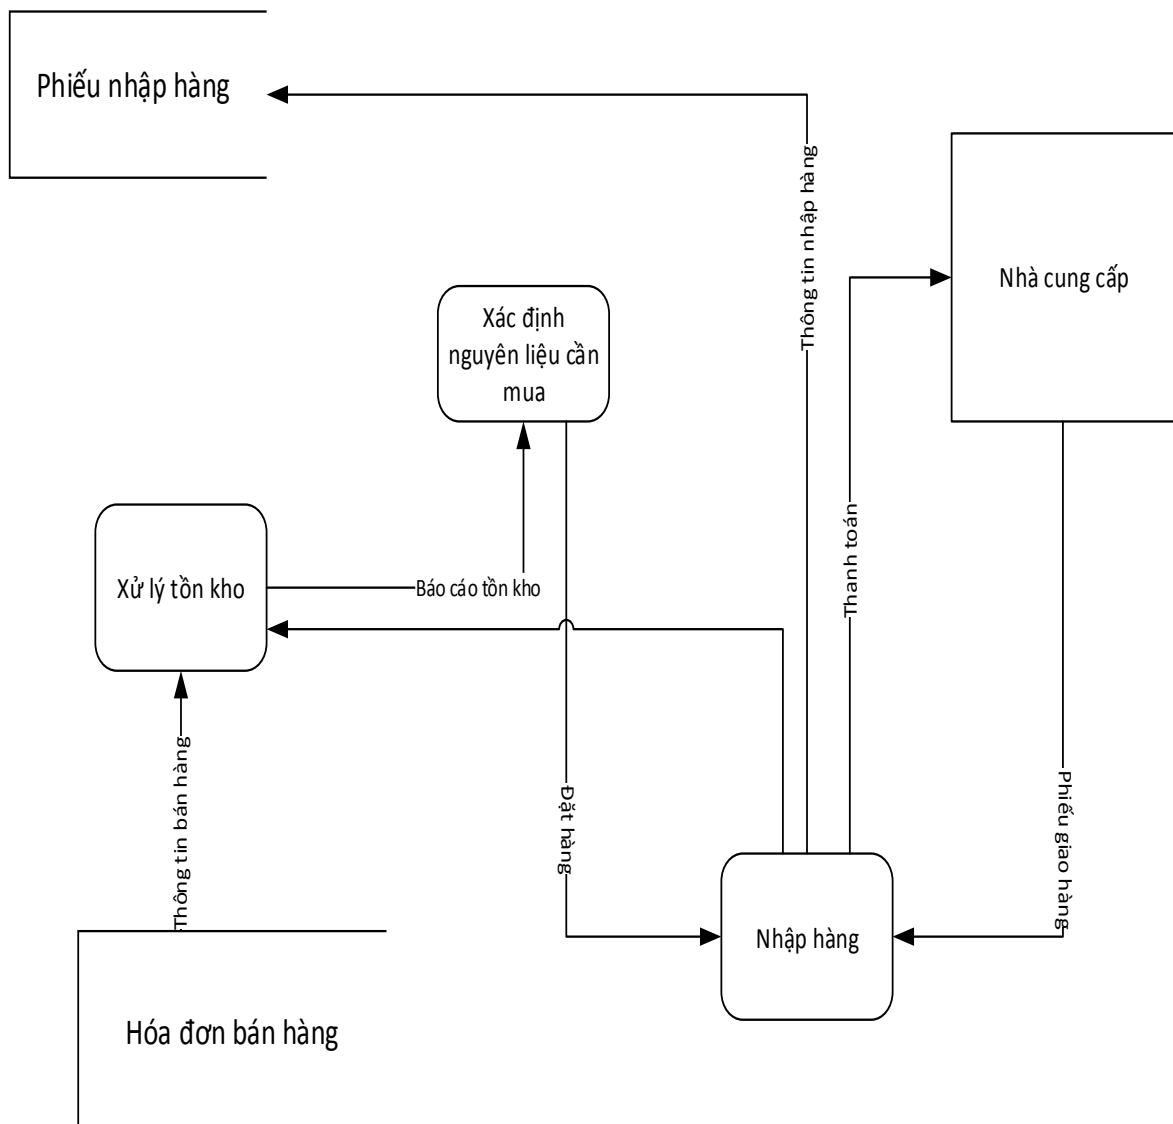 Phiếu nhập hàng
Thông tin nhập hàng
Nhà cung cấp
Xác định
nguyên liệu cần
mua
Thanh toán
Xử lý tồn kho
Báo cáo tồn kho
Thông tin bán hàng
Đặt hàng
Phiếu giao hàng
Nhập hàng
Hóa đơn bán hàng